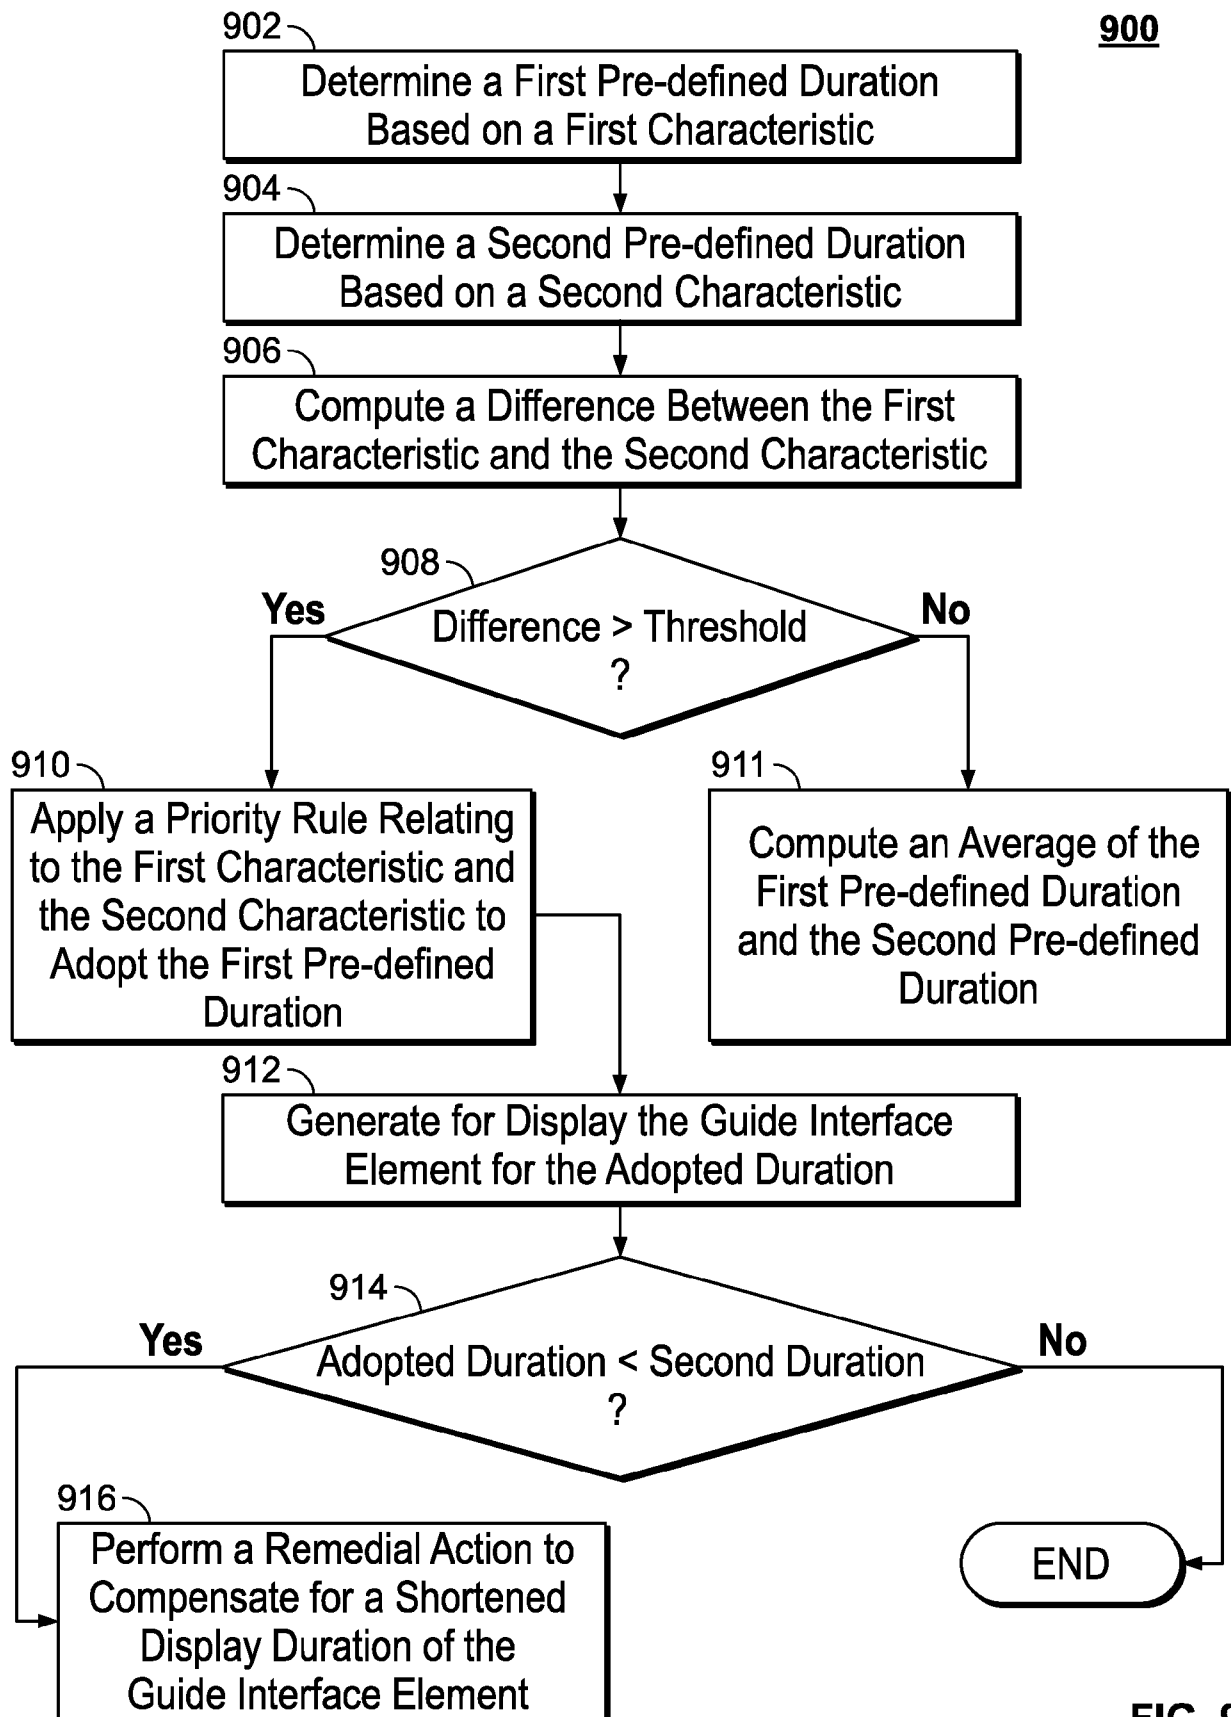 900
902
Determine a First Pre-defined Duration
Based on a First Characteristic
904
Determine a Second Pre-defined Duration
Based on a Second Characteristic
906
Compute a Difference Between the First
Characteristic and the Second Characteristic
908
Yes
No
Difference > Threshold
?
910
Apply a Priority Rule Relating
to the First Characteristic and
the Second Characteristic to
Adopt the First Pre-defined
Duration
911
Compute an Average of the
First Pre-defined Duration
and the Second Pre-defined
Duration
912
Generate for Display the Guide Interface
Element for the Adopted Duration
914
Yes
No
Adopted Duration < Second Duration
?
916
Perform a Remedial Action to
Compensate for a Shortened
Display Duration of the
Guide Interface Element
END
FIG. 9